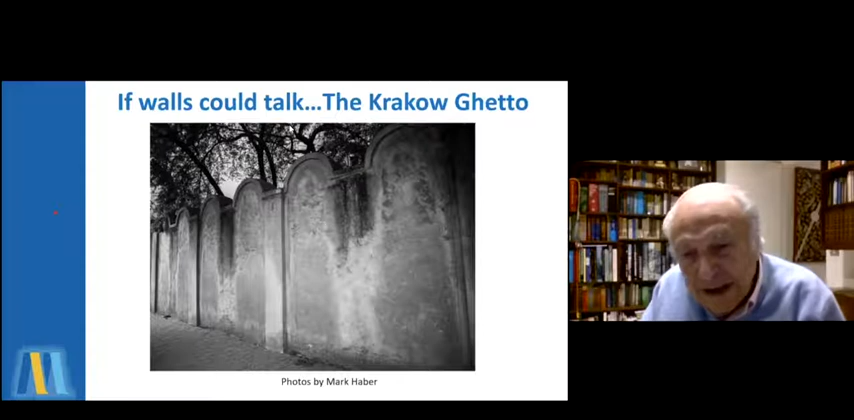 If walls could talk...The Krakow Ghetto
Photos by Mark Haber